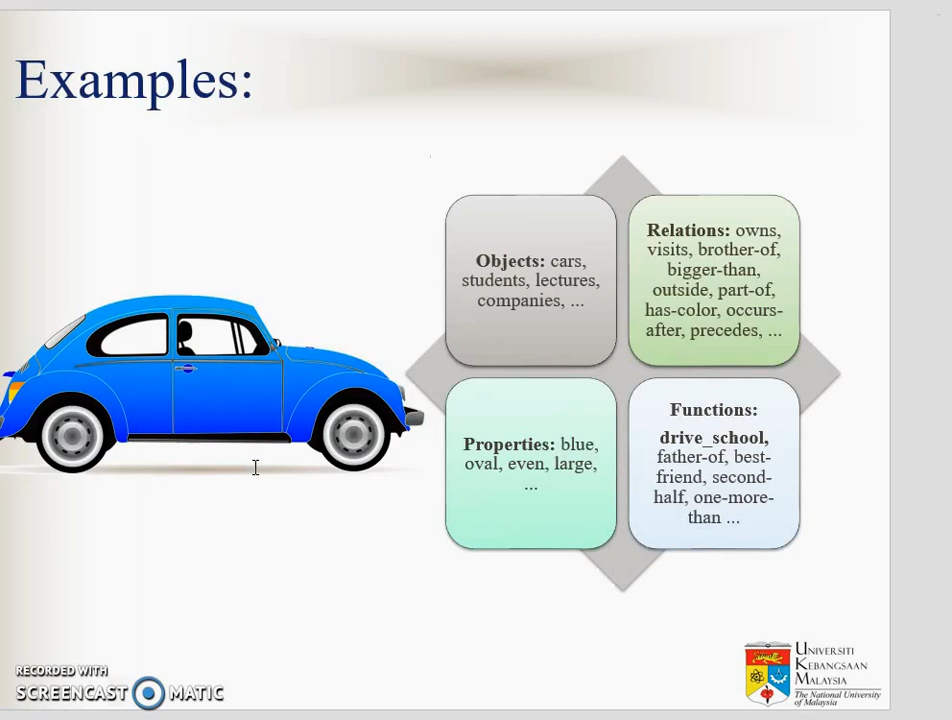 Examples:
Objects: cars,
students, lectures,
companies, ...
Relations: owns,
visits, brother-of,
bigger-than,
outside, part-of,
has-color, occurs-
after, precedes, ...
Properties: blue,
oval, even, large,
...
Functions:
drive_school,
father-of, best-
friend, second-
half, one-more-
than ...
RECORDED WITH
SCREENCAST MATIC
UNIVERSITI
KEBANGSAAN
MALAYSIA
The National University
of Malaysia